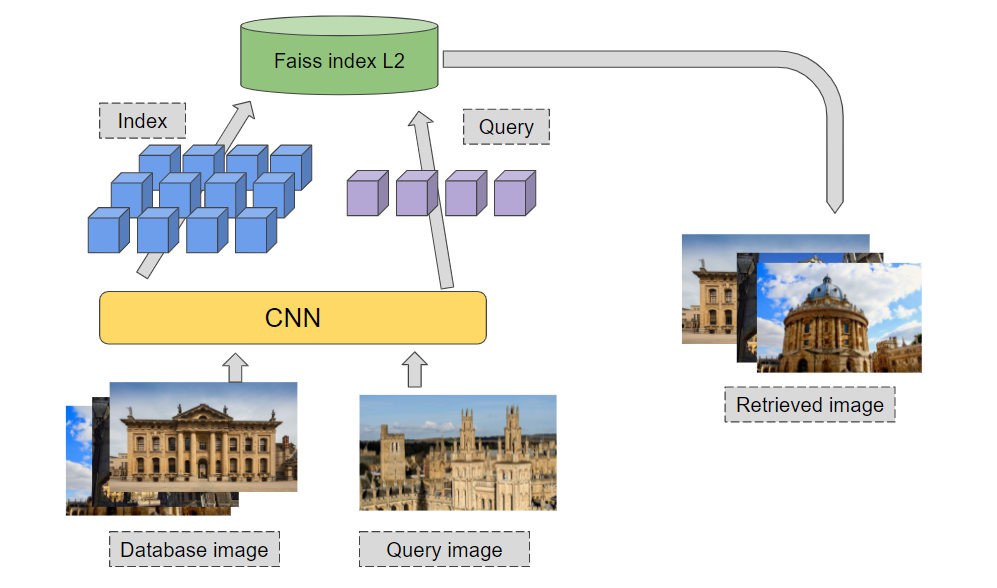 Faiss index L2
Index
Query
CNN
Retrieved image
Database image
Query image